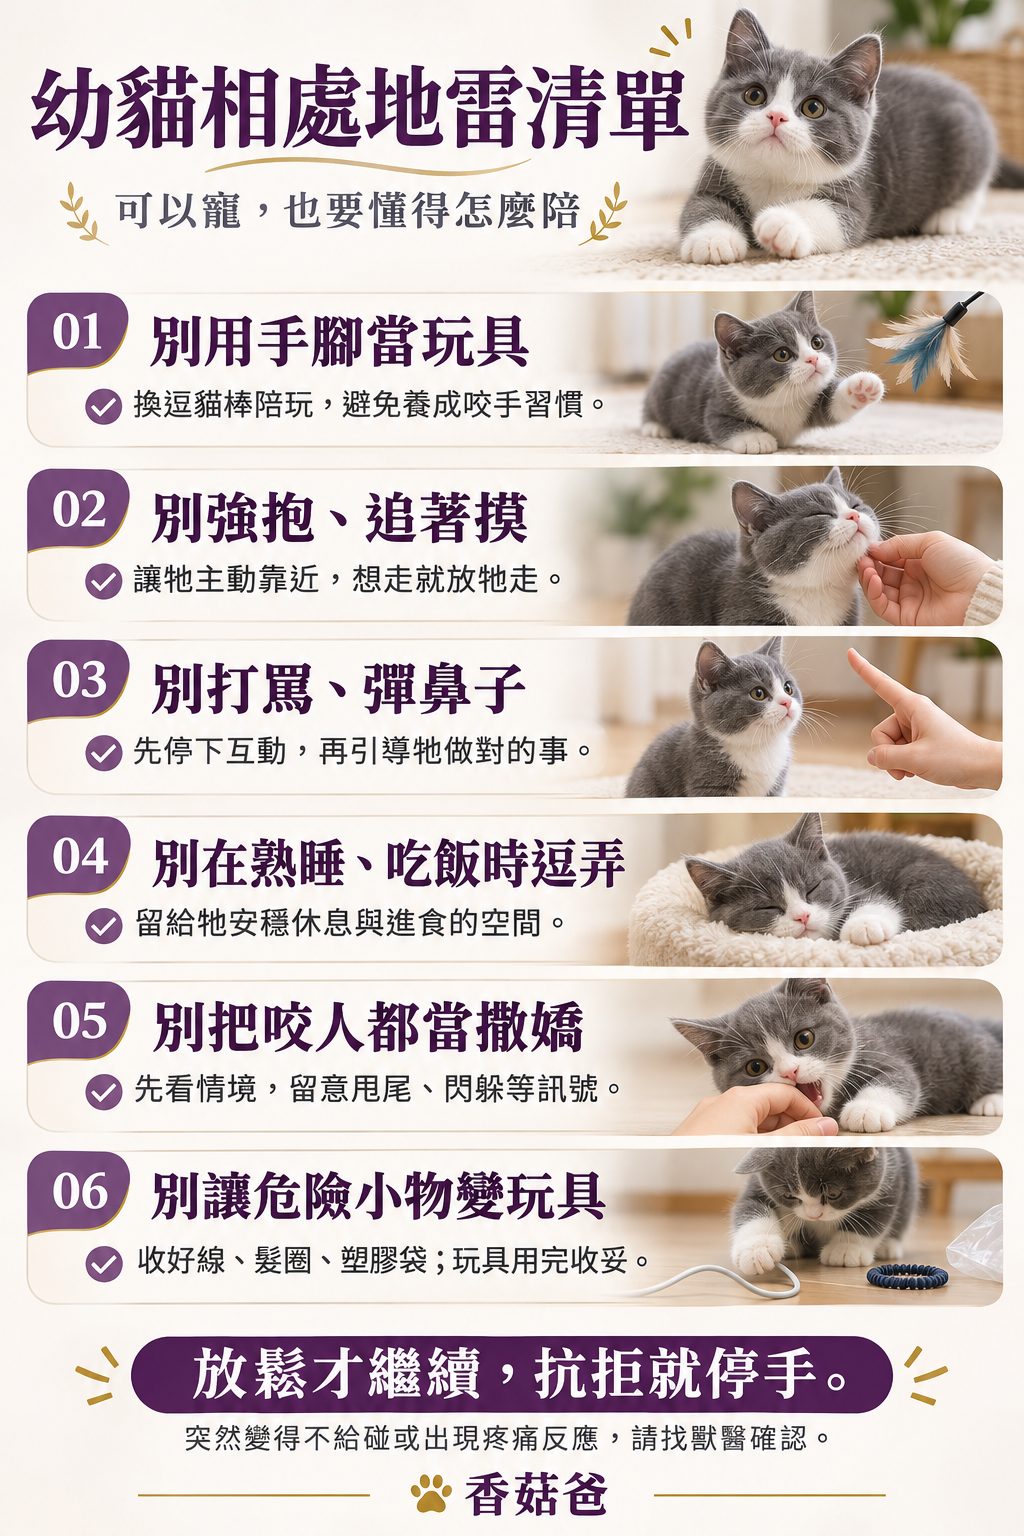 幼貓相處地雷清單
可以寵，也要懂得怎麼陪
01
別用手腳當玩具
換逗貓棒陪玩，避免養成咬手習慣。
02
別強抱、追著摸
讓牠主動靠近，想走就放牠走。
03
別打罵、彈鼻子
先停下互動，再引導牠做對的事。
04
別在熟睡、吃飯時逗弄
留給牠安穩休息與進食的空間。
05
別把咬人都當撒嬌
先看情境，留意甩尾、閃躲等訊號。
06
別讓危險小物變玩具
收好線、髮圈、塑膠袋；玩具用完收妥。
放鬆才繼續，抗拒就停手。
突然變得不給碰或出現疼痛反應，請找獸醫確認。
香菇爸